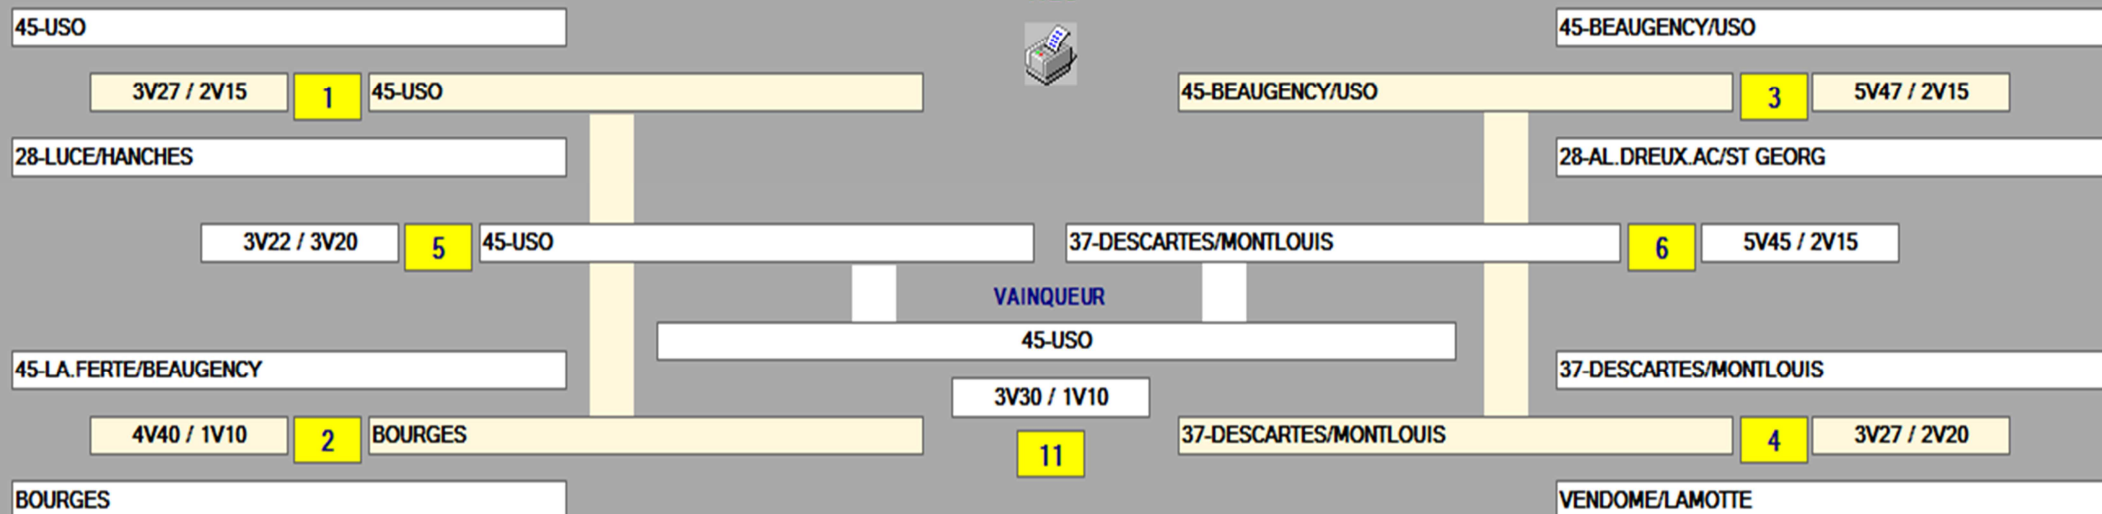 45-USO
45-BEAUGENCY/USO
3V27 / 2V15 1 45-USO
45-BEAUGENCY/USO 3 5V47 / 2V15
28-LUCE/HANCHES
28-AL.DREUX.AC/ST GEORG
3V22 / 3V20 5 45-USO
37-DESCARTES/MONTLOUIS 6 5V45 / 2V15
VAINQUEUR
45-USO
45-LA.FERTE/BEAUGENCY
37-DESCARTES/MONTLOUIS
3V30 / 1V10
4V40 / 1V10 2 BOURGES
37-DESCARTES/MONTLOUIS 4 3V27 / 2V20
11
BOURGES
VENDOME/LAMOTTE